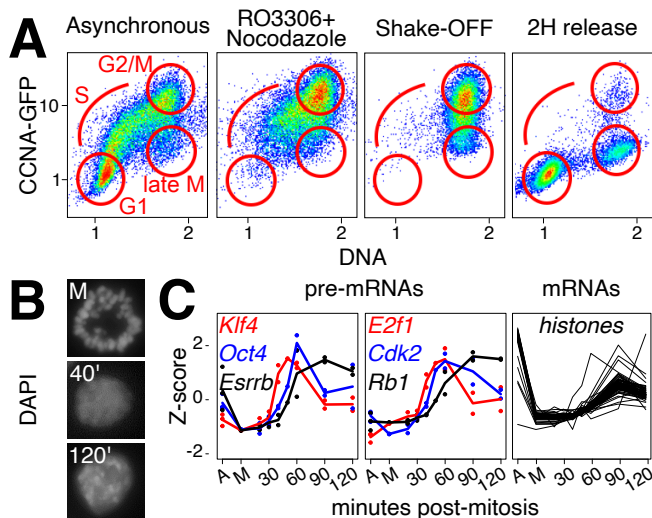 A
Asynchronous
RO3306+
Nocodazole
Shake-OFF
2H release
CCNA-GFP
10
1
G2/M
S
late M
G1
1 2
1 2
1 2
1 2
DNA
B
DAPI
M
40'
120'
C
pre-mRNAs
mRNAs
Z-score
2
0
-2
Klf4
Oct4
Esrrb
E2f1
Cdk2
Rb1
histones
A M 30 60 90 120
A M 30 60 90 120
A M 30 60 90 120
minutes post-mitosis